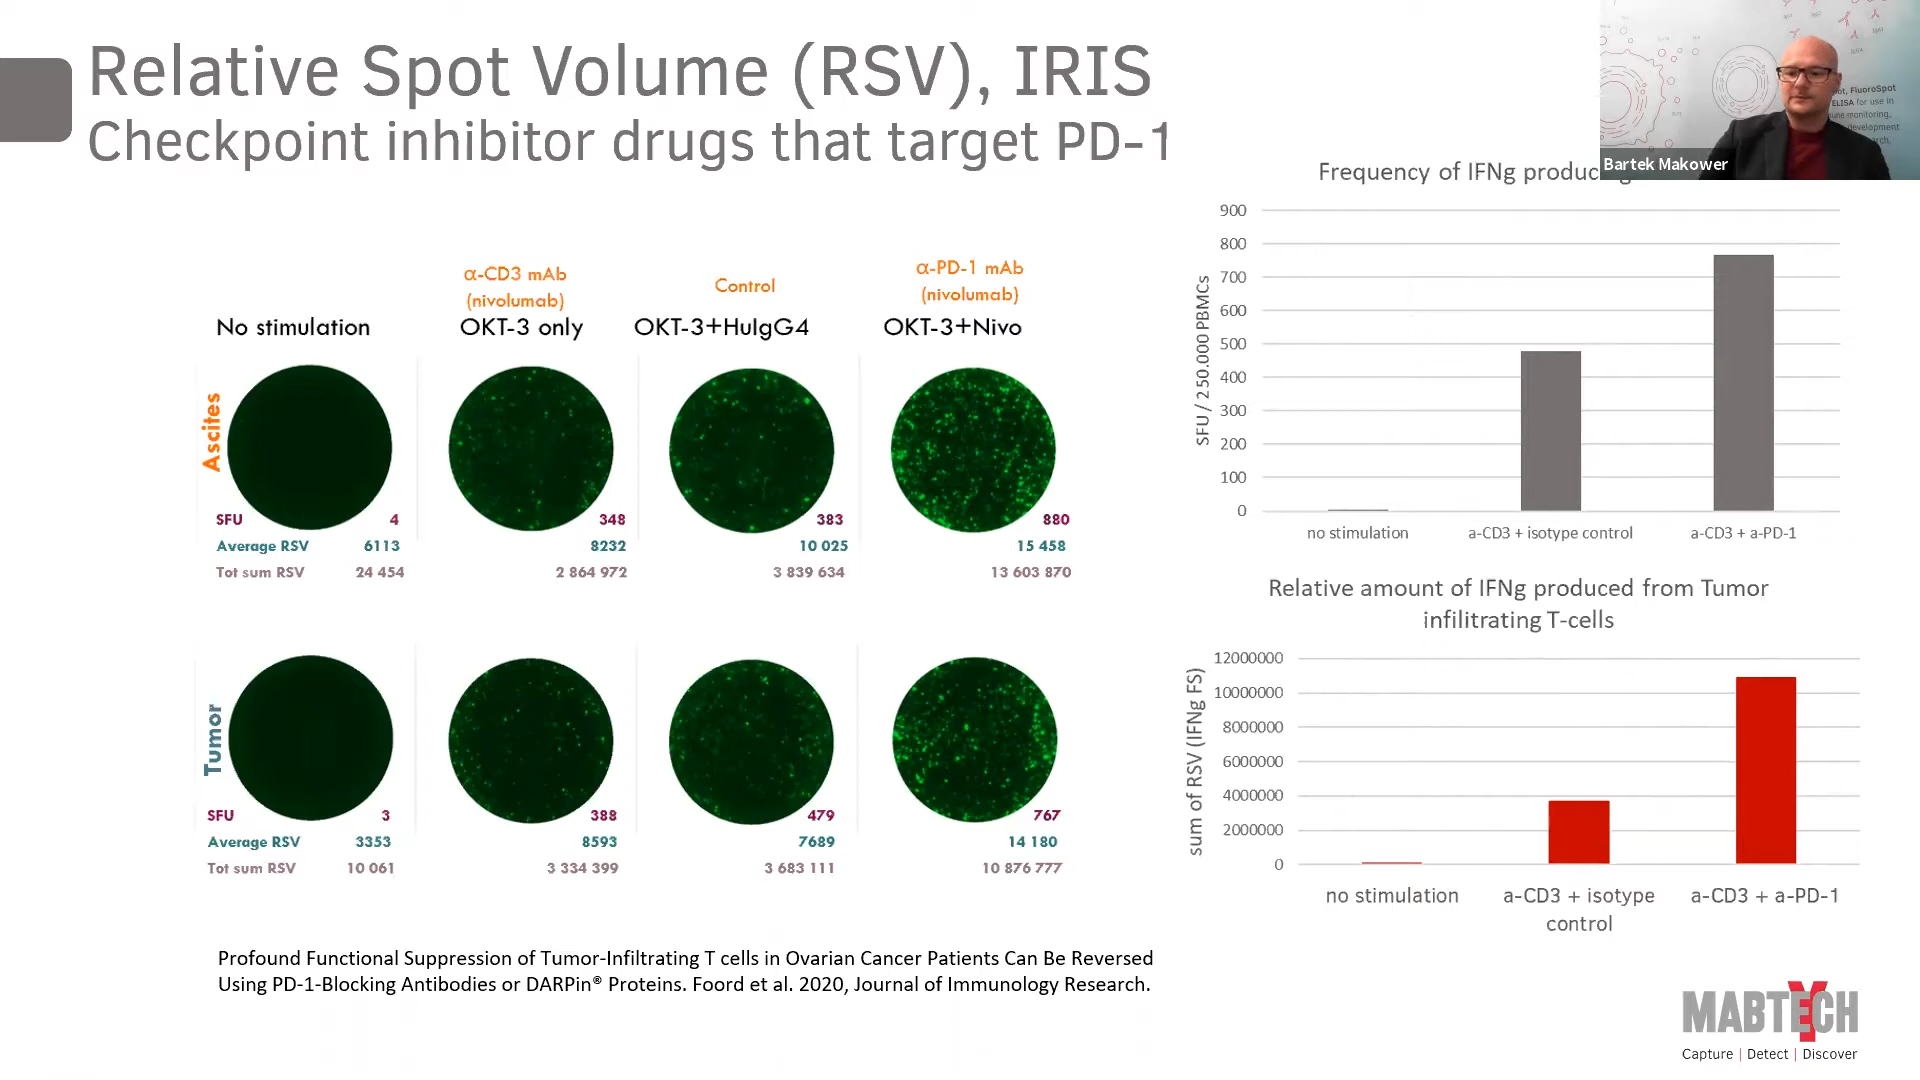 Relative Spot Volume (RSV), IRIS
Checkpoint inhibitor drugs that target PD-1
Bartek Makower
α-CD3 mAb
(nivolumab)
Control
α-PD-1 mAb
(nivolumab)
No stimulation
OKT-3 only
OKT-3+HuIgG4
OKT-3+Nivo
Ascites
SFU 4 348 383 880
Average RSV 6113 8232 10 025 15 458
Tot sum RSV 24 454 2 864 972 3 839 634 13 603 870
Tumor
SFU 3 388 479 767
Average RSV 3353 8593 7689 14 180
Tot sum RSV 10 061 3 334 399 3 683 111 10 876 777
Profound Functional Suppression of Tumor-Infiltrating T cells in Ovarian Cancer Patients Can Be Reversed
Using PD-1-Blocking Antibodies or DARPin® Proteins. Foord et al. 2020, Journal of Immunology Research.
FluoroSpot
ELISA for use in
monitoring,
Frequency of IFNg
SFU / 250.000 PBMCs
900
800
700
600
500
400
300
200
100
0
no stimulation
a-CD3 + isotype control
a-CD3 + a-PD-1
Relative amount of IFNg produced from Tumor
infilitrating T-cells
sum of RSV (IFNg FS)
12000000
10000000
8000000
6000000
4000000
2000000
0
no stimulation
a-CD3 + isotype
control
a-CD3 + a-PD-1
MABTECH
Capture | Detect | Discover